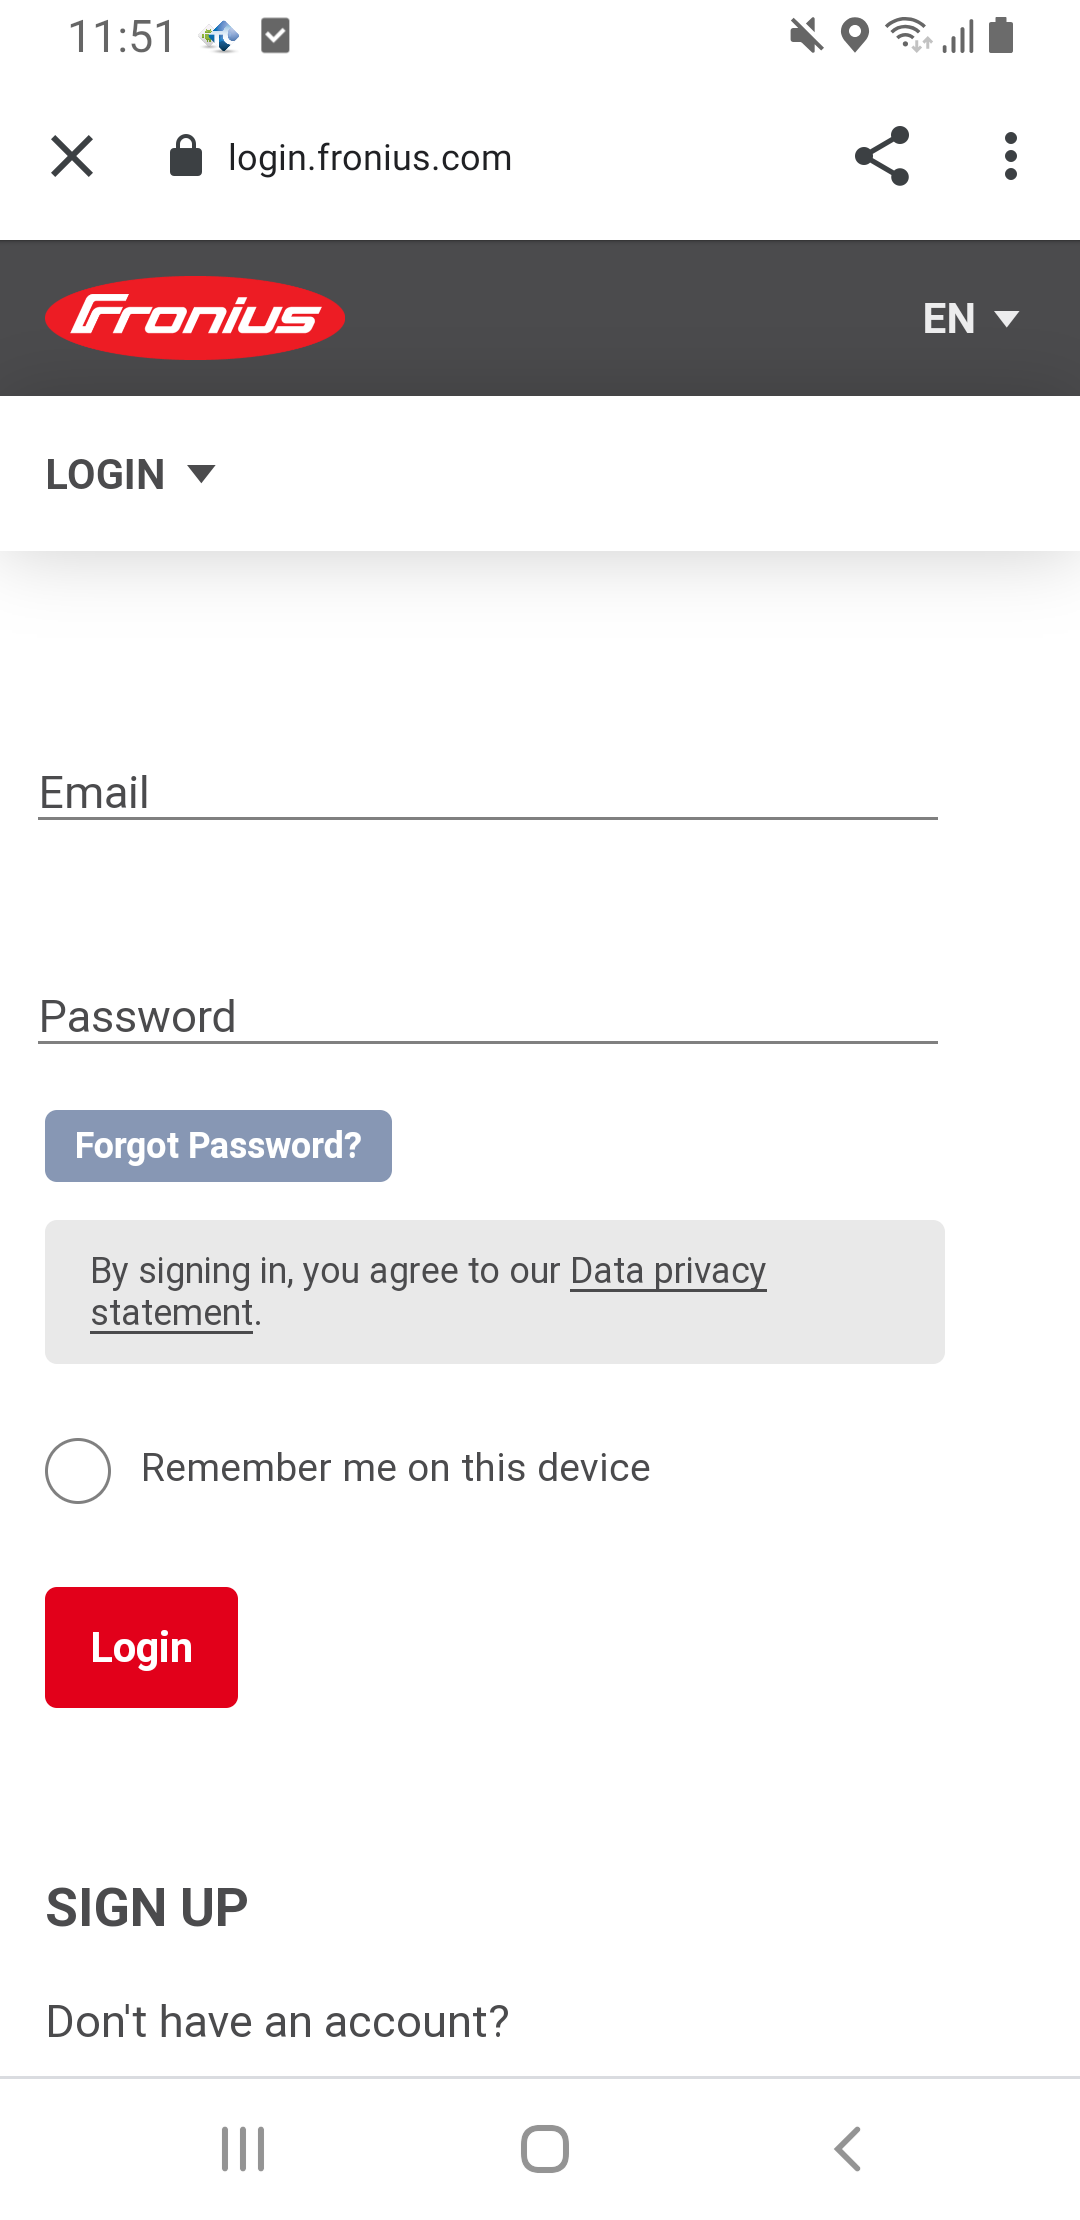 11:51
login.fronius.com
Fronius
EN
LOGIN
Email
Password
Forgot Password?
By signing in, you agree to our Data privacy
statement.
Remember me on this device
Login
SIGN UP
Don't have an account?